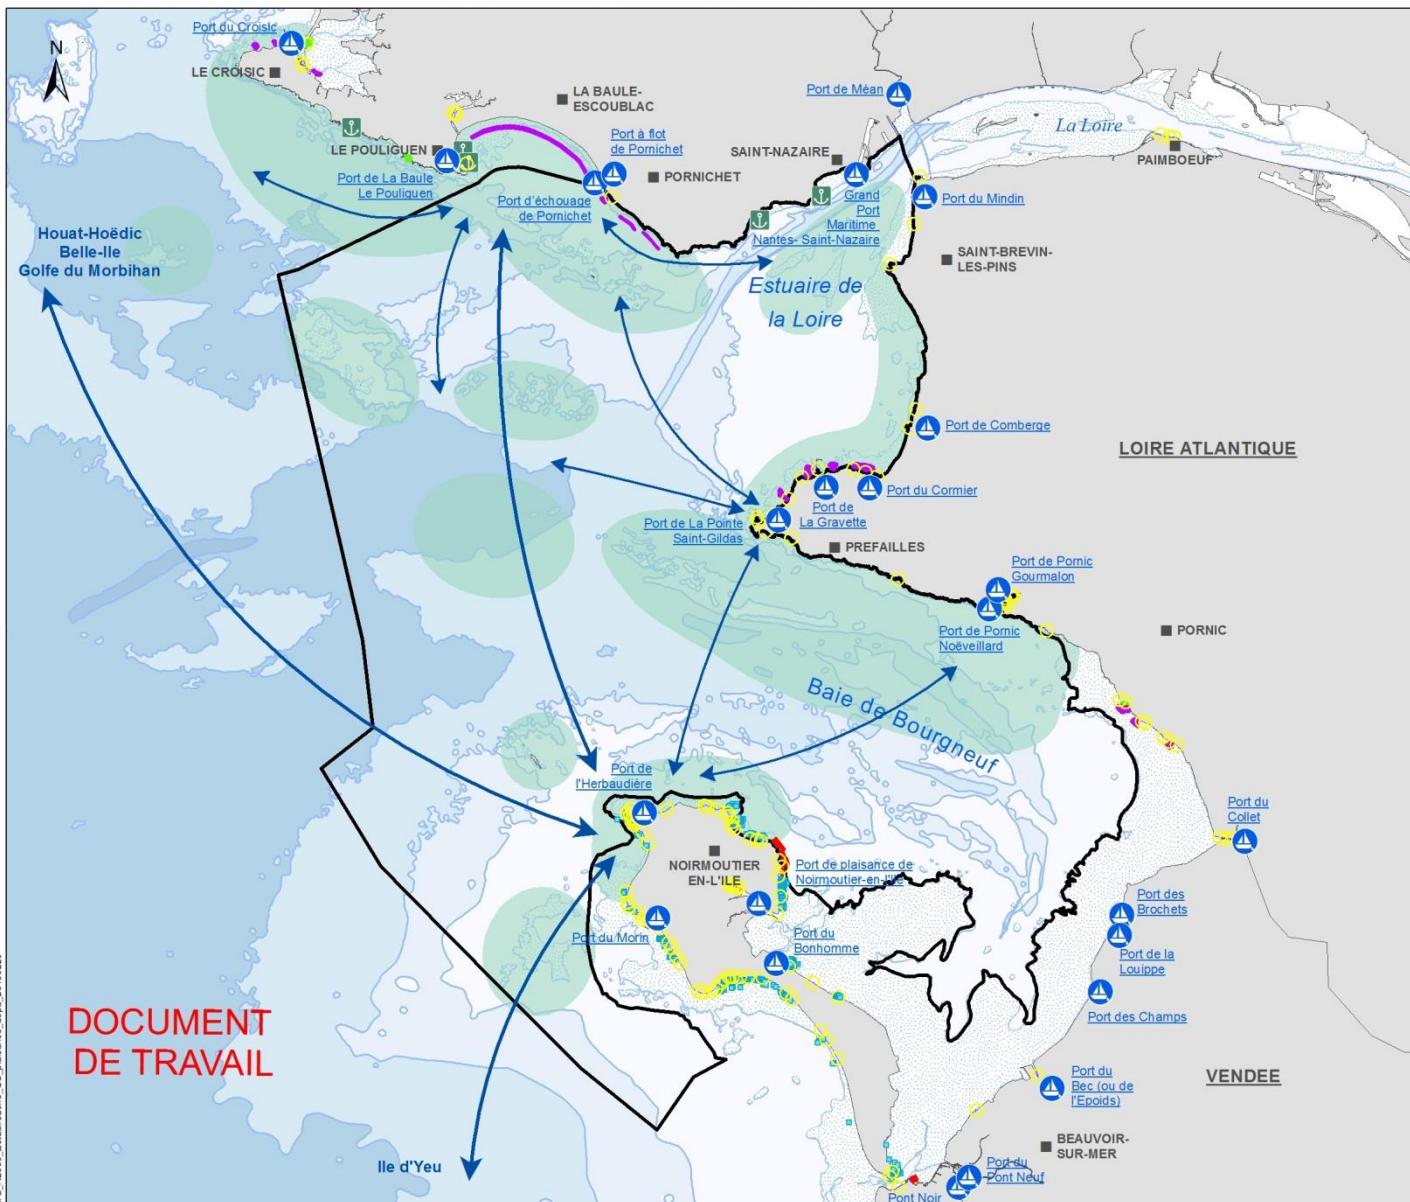 Port du Croisic
N
LE CROISIC
LA BAULE-
ESCOUBLAC
Port de Méan
La Loire
Port à flot
de Pornichet
LE POULIGUEN
SAINT-NAZAIRE
PAIMBOEUF
Port de La Baule
Le Pouliguen
PORNICHET
Port d'échouage
de Pornichet
Grand
Port
Maritime
Nantes- Saint-Nazaire
Port du Mindin
Houat-Hoëdic
Belle-Ile
Golfe du Morbihan
SAINT-BREVIN-
LES-PINS
Estuaire de
la Loire
Port de Comberge
LOIRE ATLANTIQUE
Port du Cormier
Port de
La Gravette
Port de La Pointe
Saint-Gildas
PREFAILLES
Port de Pornic
Gourmalon
PORNIC
Port de Pornic
Noëveillard
Baie de Bourgneuf
Port de
l'Herbaudière
Port du
Collet
NOIRMOUTIER
EN-L'ILE
Port de plaisance de
Noirmoutier-en-l'île
Port des
Brochets
Port du Morin
Port du
Bonhomme
Port de la
Louippe
Port des Champs
DOCUMENT
DE TRAVAIL
VENDEE
Port du
Bec (ou de
l'Epoids)
BEAUVOIR-
SUR-MER
Ile d'Yeu
Port du
Pont Neuf
Pont Noir